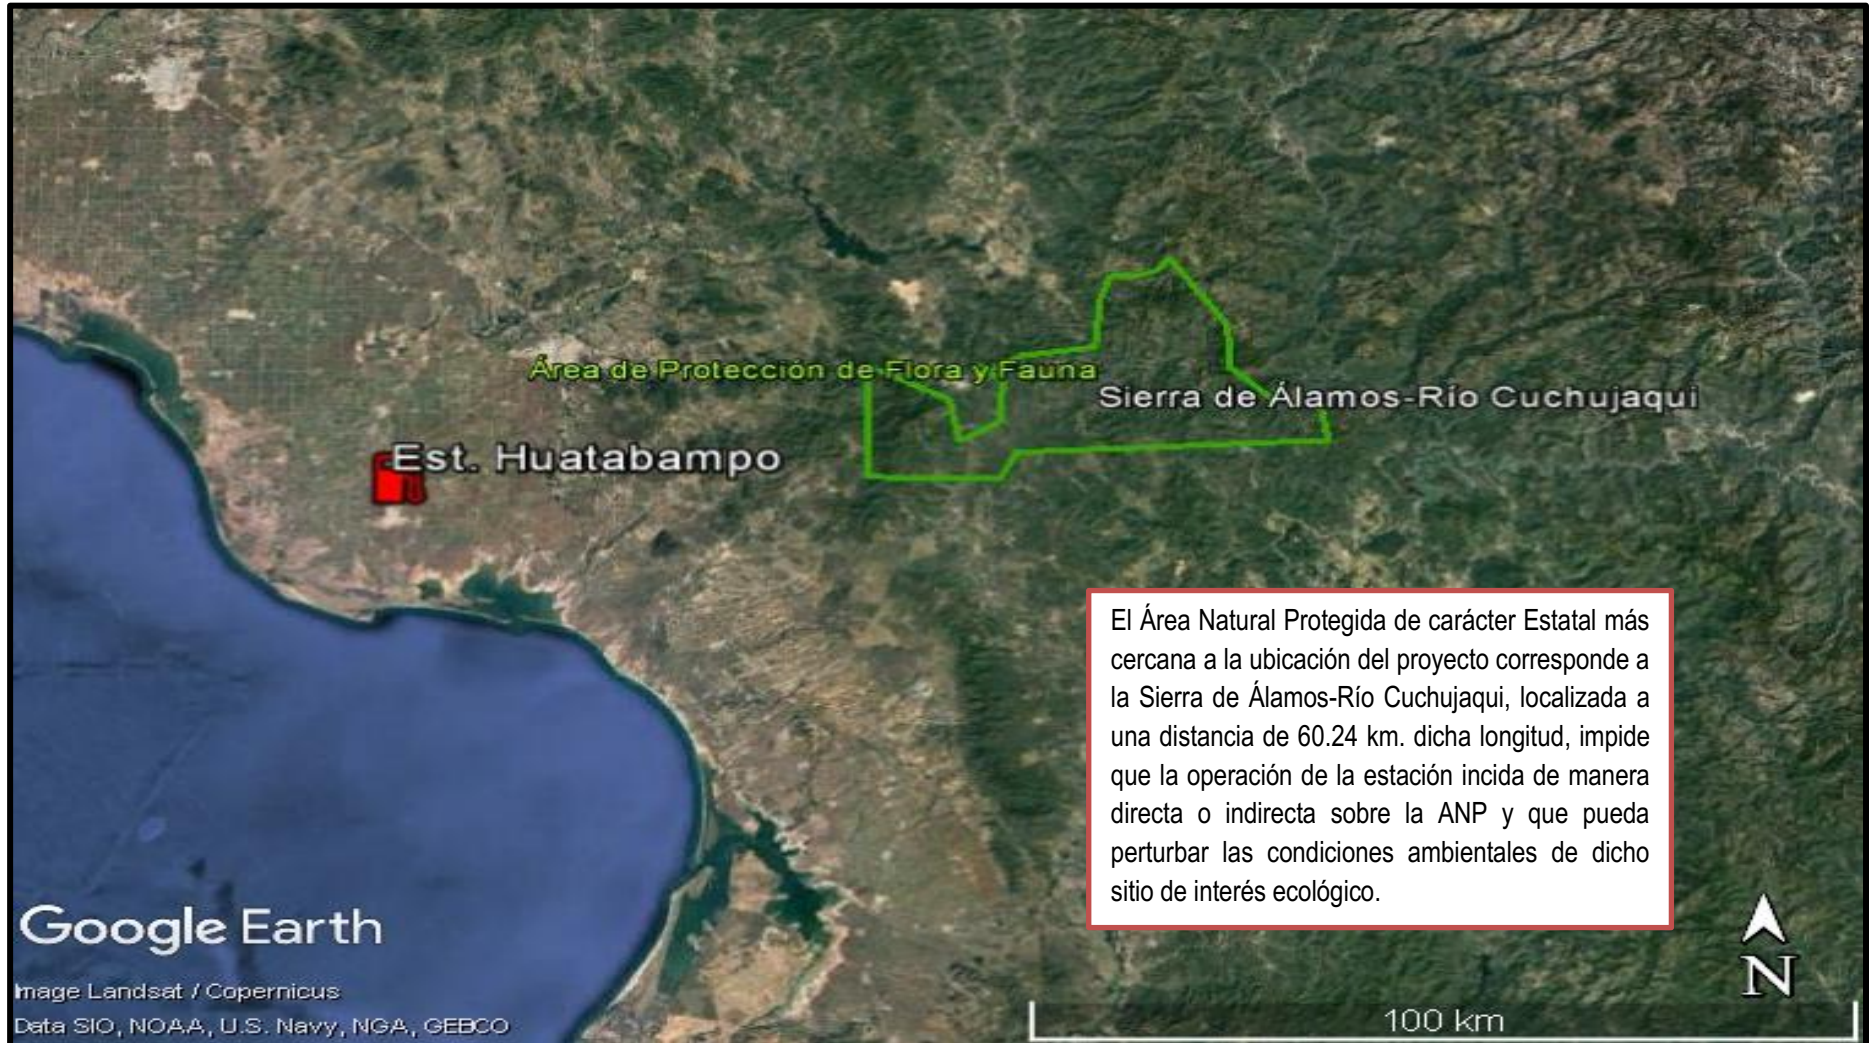 Área de Protección de Flora y Fauna
Sierra de Álamos-Río Cuchujaqui
Est. Huatabampo
El Área Natural Protegida de carácter Estatal más
cercana a la ubicación del proyecto corresponde a
la Sierra de Álamos-Río Cuchujaqui, localizada a
una distancia de 60.24 km. dicha longitud, impide
que la operación de la estación incida de manera
directa o indirecta sobre la ANP y que pueda
perturbar las condiciones ambientales de dicho
sitio de interés ecológico.
Google Earth
Image Landsat / Copernicus
Data SIO, NOAA, U.S. Navy, NGA, GEBCO
N
100 km